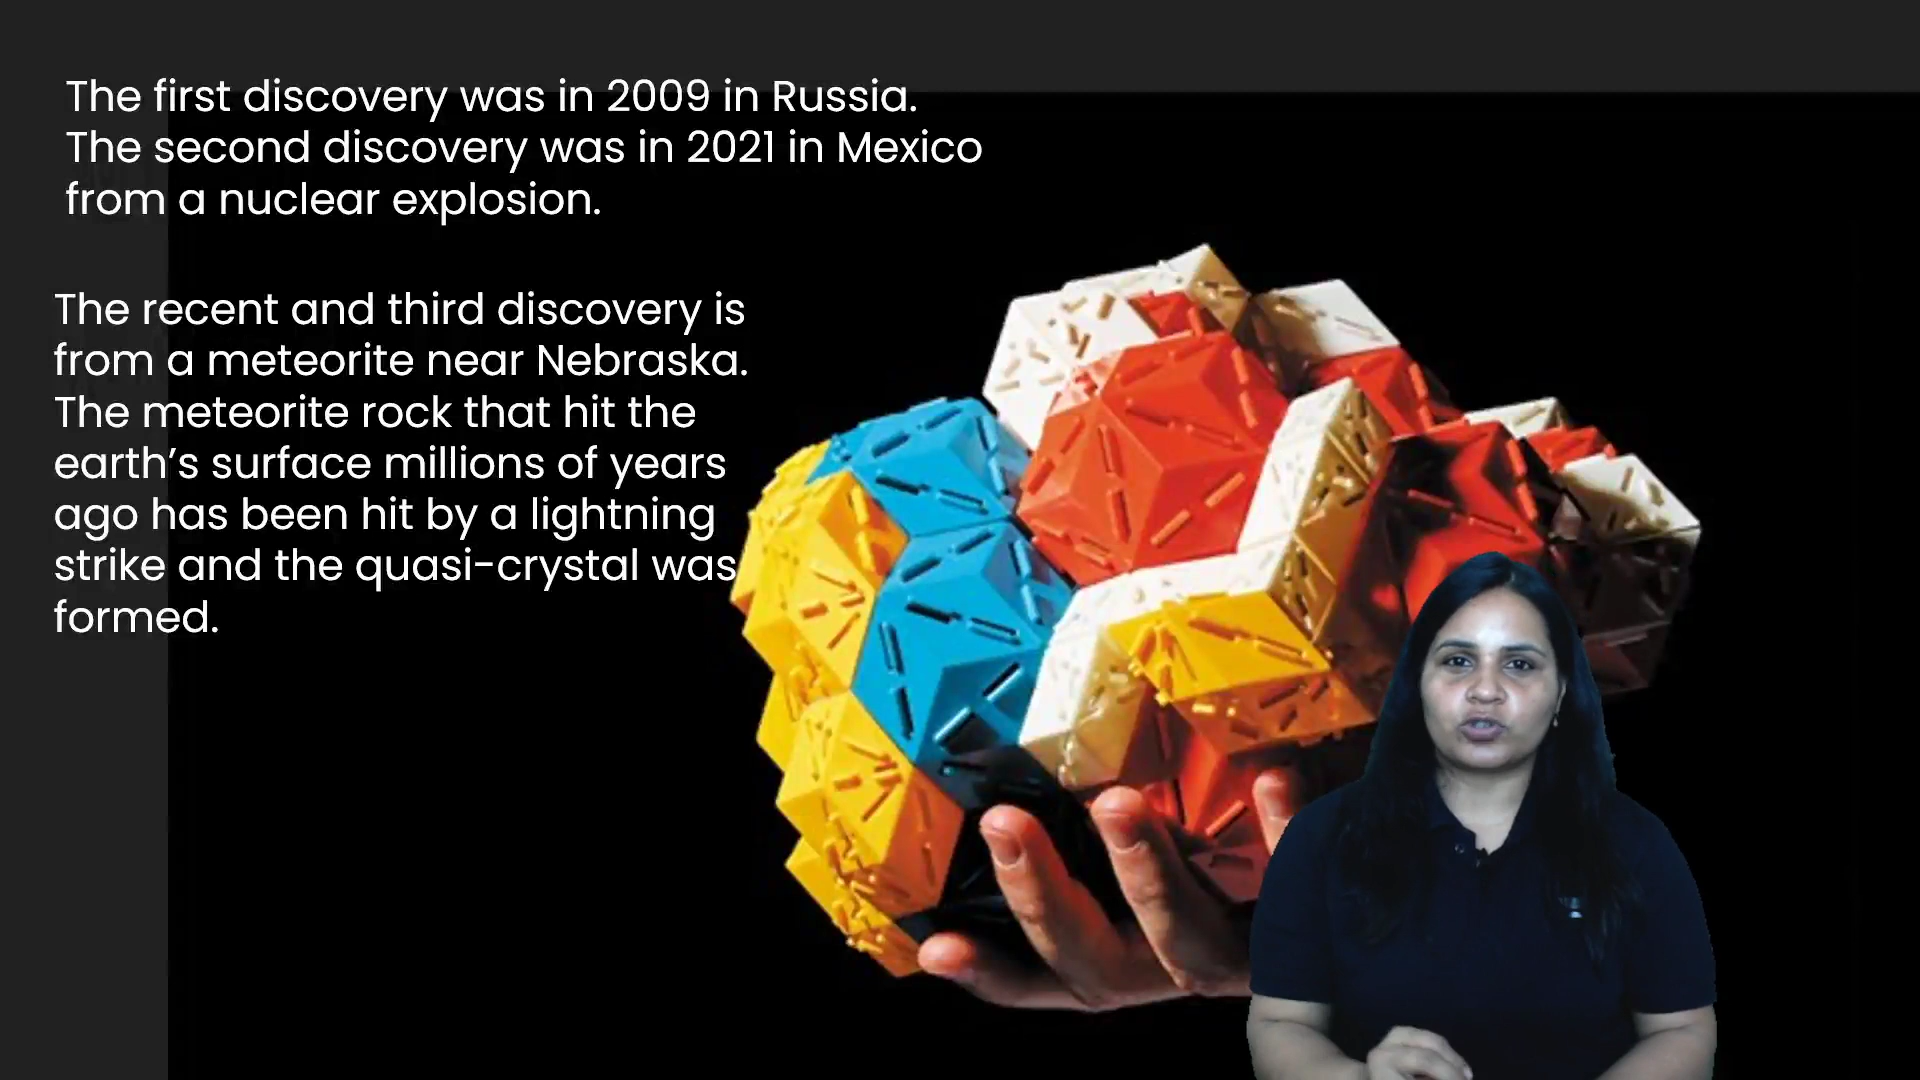 The first discovery was in 2009 in Russia.
The second discovery was in 2021 in Mexico
from a nuclear explosion.
The recent and third discovery is
from a meteorite near Nebraska.
The meteorite rock that hit the
earth’s surface millions of years
ago has been hit by a lightning
strike and the quasi-crystal was
formed.